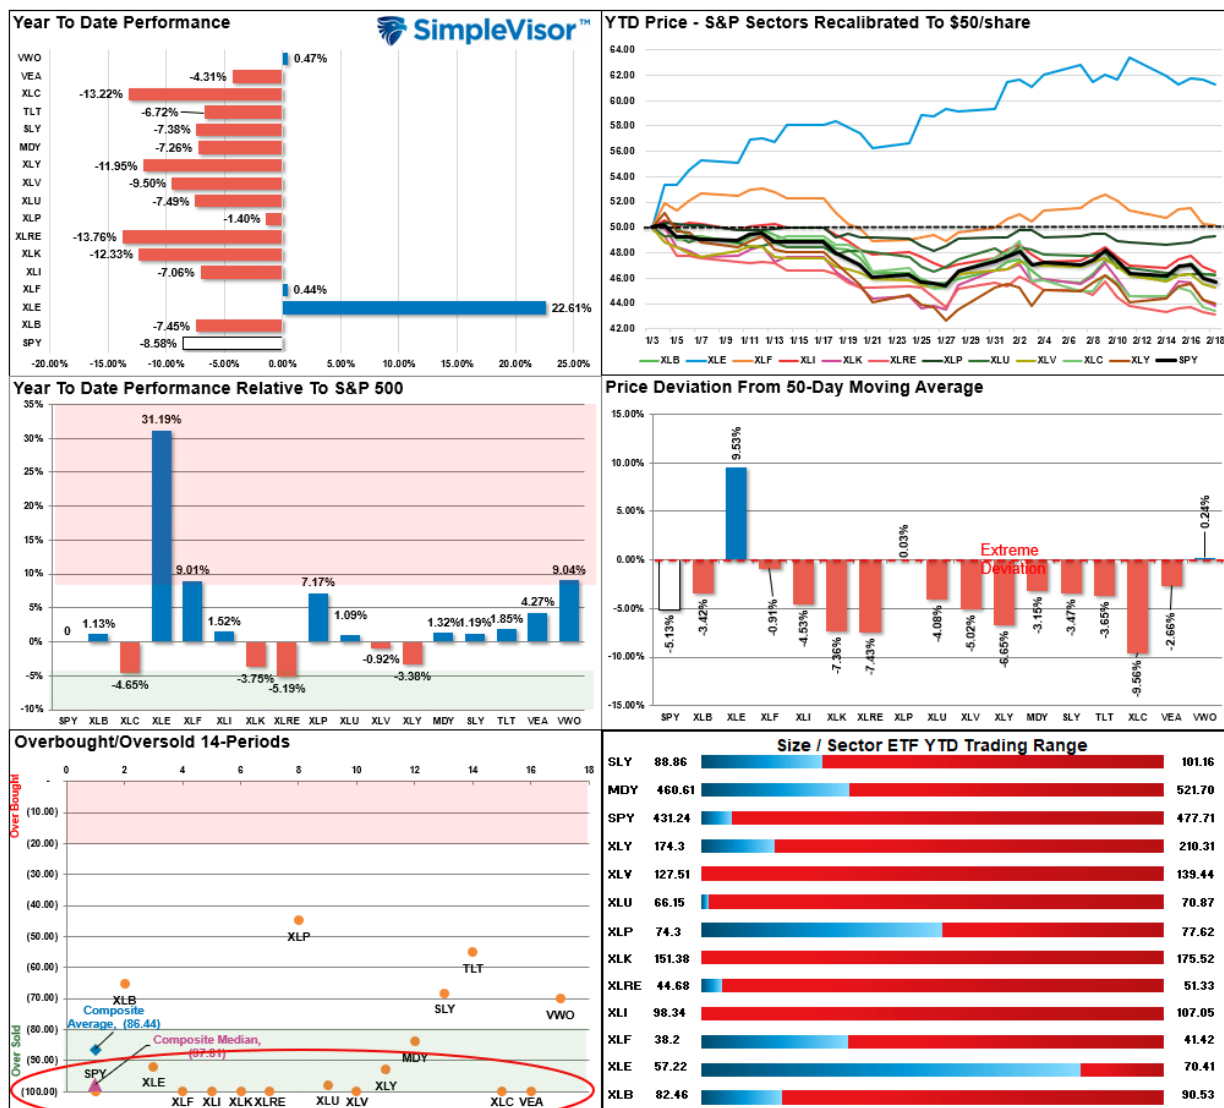 Year To Date Performance
SimpleVisor™
VWO 0.47%
VEA -4.31%
XLC -13.22%
TLT -6.72%
SLY -7.38%
MDY -7.26%
XLY -11.95%
XLV -9.50%
XLU -7.49%
XLP -1.40%
XLRE -13.76%
XLK -12.33%
XLI -7.06%
XLF 0.44%
XLE 22.61%
XLB -7.45%
SPY -8.58%
-20.00% -15.00% -10.00% -5.00% 0.00% 5.00% 10.00% 15.00% 20.00% 25.00%
YTD Price - S&P Sectors Recalibrated To $50/share
64.00
62.00
60.00
58.00
56.00
54.00
52.00
50.00
48.00
46.00
44.00
42.00
1/3 1/5 1/7 1/9 1/11 1/13 1/15 1/17 1/19 1/21 1/23 1/25 1/27 1/29 1/31 2/2 2/4 2/6 2/8 2/10 2/12 2/14 2/16 2/18
XLB XLE XLF XLI XLK XLRE XLP XLU XLV XLC XLY SPY
Year To Date Performance Relative To S&P 500
35%
30%
25%
20%
15%
10%
5%
0%
-5%
-10%
0 1.13% -4.65% 31.19% 9.01% 1.52% -3.75% -5.19% 7.17% 1.09% -0.92% -3.38% 1.32% 1.19% 1.85% 4.27% 9.04%
SPY XLB XLC XLE XLF XLI XLK XLRE XLP XLU XLV XLY MDY SLY TLT VEA VWO
Price Deviation From 50-Day Moving Average
15.00%
10.00%
5.00%
0.00%
-5.00%
-10.00%
-15.00%
-5.13% -3.42% 9.53% -0.91% -4.53% -7.36% -7.43% 0.03% -4.08% -5.02% -6.65% -3.15% -3.47% -3.65% -9.56% -2.66% 0.24%
Extreme
Deviation
SPY XLB XLE XLF XLI XLK XLRE XLP XLU XLV XLY MDY SLY TLT XLC VEA VWO
Overbought/Oversold 14-Periods
0 2 4 6 8 10 12 14 16 18
-
(10.00)
(20.00)
(30.00)
(40.00)
(50.00)
(60.00)
(70.00)
(80.00)
(90.00)
(100.00)
Over Bought
Over Sold
XLP
TLT
XLB
SLY
VWO
Composite
Average, (86.44)
Composite Median,
(97.81)
MDY
SPY
XLE
XLY
XLF XLI XLK XLRE XLU XLV XLC VEA
Size / Sector ETF YTD Trading Range
SLY 88.86 101.16
MDY 460.61 521.70
SPY 431.24 477.71
XLY 174.3 210.31
XLV 127.51 139.44
XLU 66.15 70.87
XLP 74.3 77.62
XLK 151.38 175.52
XLRE 44.68 51.33
XLI 98.34 107.05
XLF 38.2 41.42
XLE 57.22 70.41
XLB 82.46 90.53